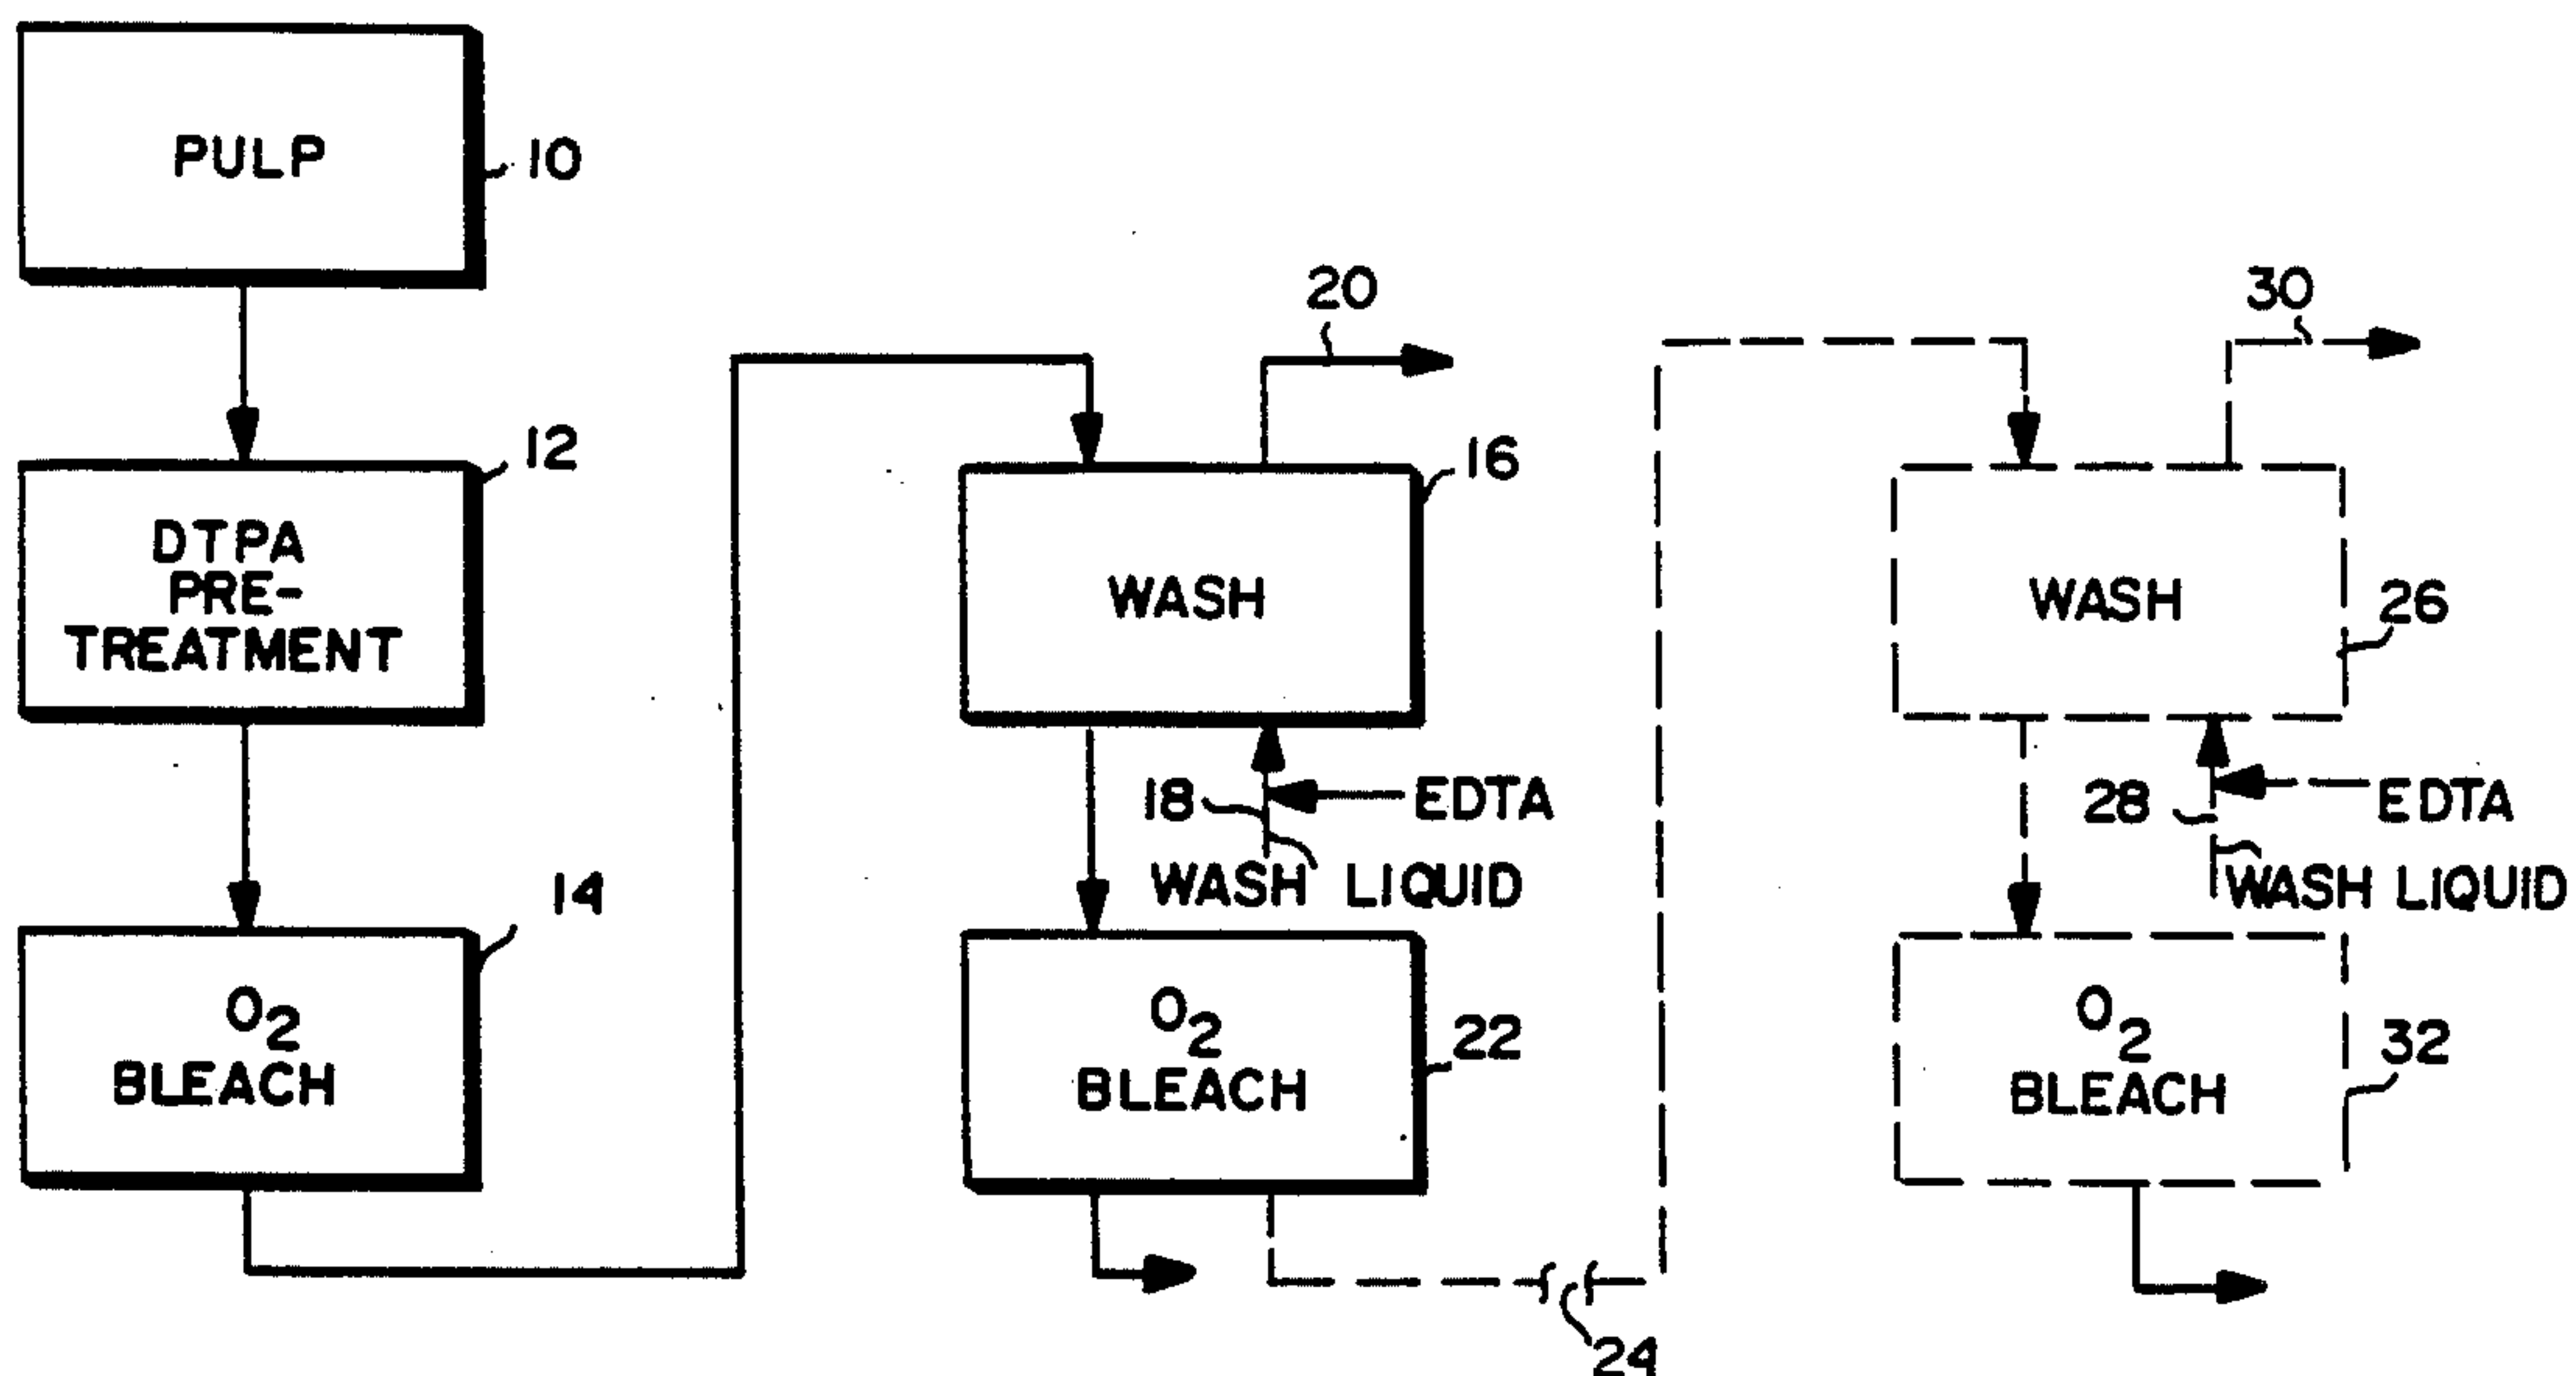 PULP
10
12
DTPA
PRE-
TREATMENT
14
O2
BLEACH
20
16
WASH
18
EDTA
WASH LIQUID
O2
BLEACH
22
24
30
WASH
26
28
EDTA
WASH LIQUID
O2
BLEACH
32